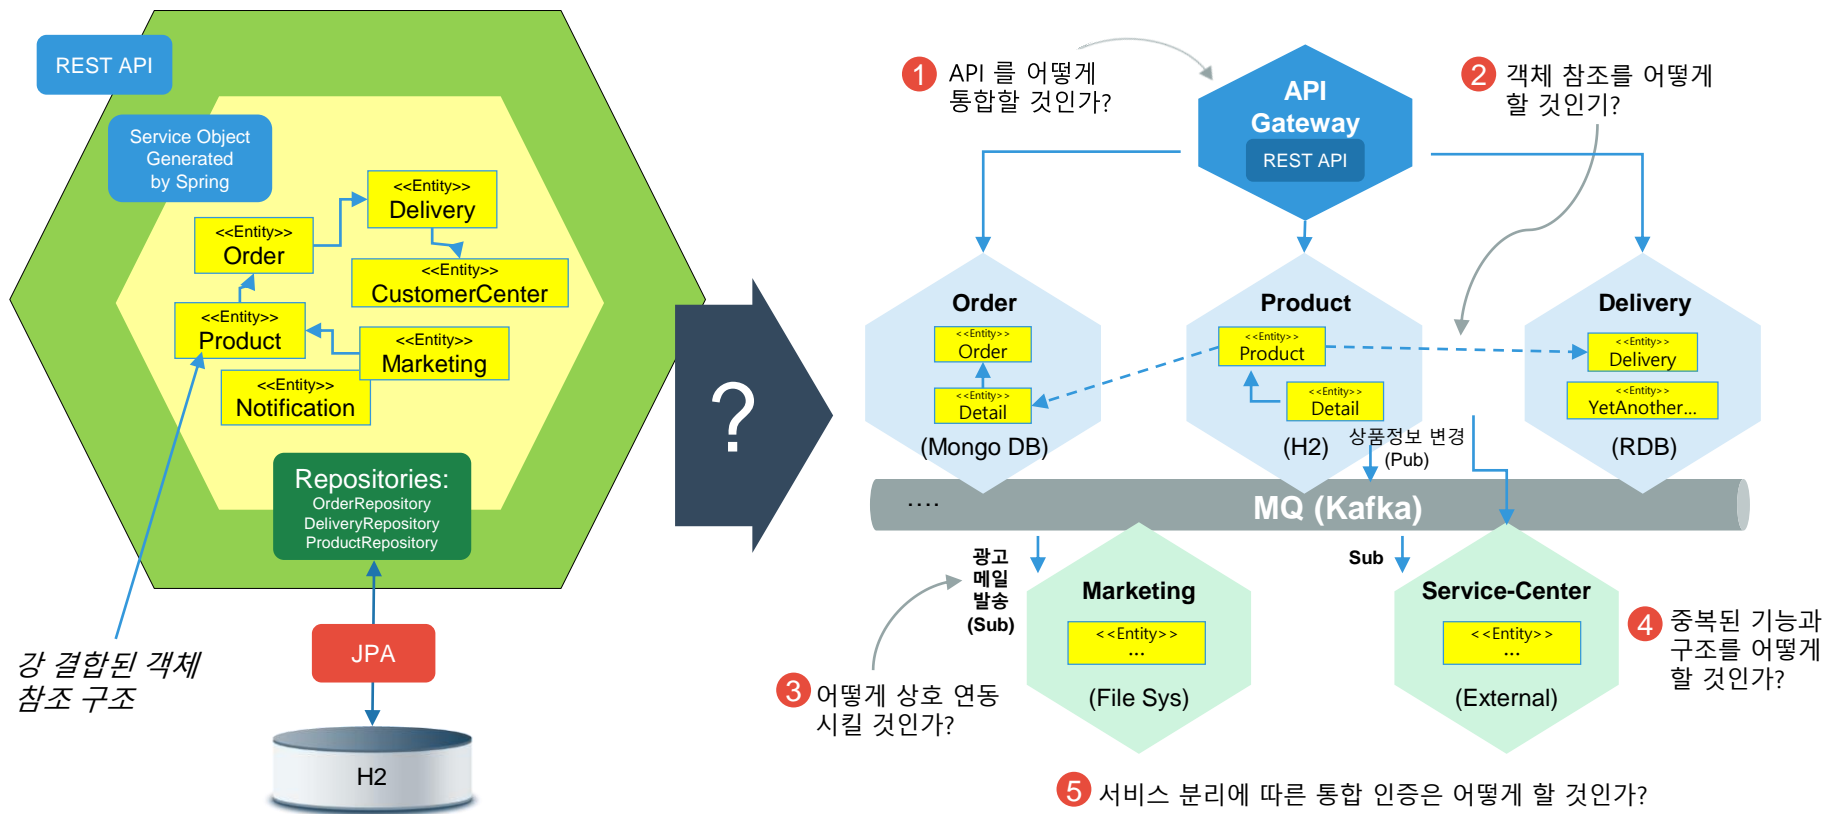 REST API
Service Object
Generated
by Spring
<<Entity>>
Delivery
<<Entity>>
Order
<<Entity>>
CustomerCenter
<<Entity>>
Product
<<Entity>>
Marketing
<<Entity>>
Notification
Repositories:
OrderRepository
DeliveryRepository
ProductRepository
강 결합된 객체
참조 구조
JPA
H2
?
1
API 를 어떻게
통합할 것인가?
API
Gateway
REST API
2
객체 참조를 어떻게
할 것인기?
Order
<<Entity>>
Order
<<Entity>>
Detail
(Mongo DB)
Product
<<Entity>>
Product
<<Entity>>
Detail
(H2)
상품정보 변경
(Pub)
Delivery
<<Entity>>
Delivery
<<Entity>>
YetAnother...
(RDB)
....
MQ (Kafka)
광고
메일
발송
(Sub)
Sub
Marketing
<<Entity>>
...
(File Sys)
Service-Center
<<Entity>>
...
(External)
3
어떻게 상호 연동
시킬 것인가?
4
중복된 기능과
구조를 어떻게
할 것인가?
5
서비스 분리에 따른 통합 인증은 어떻게 할 것인가?